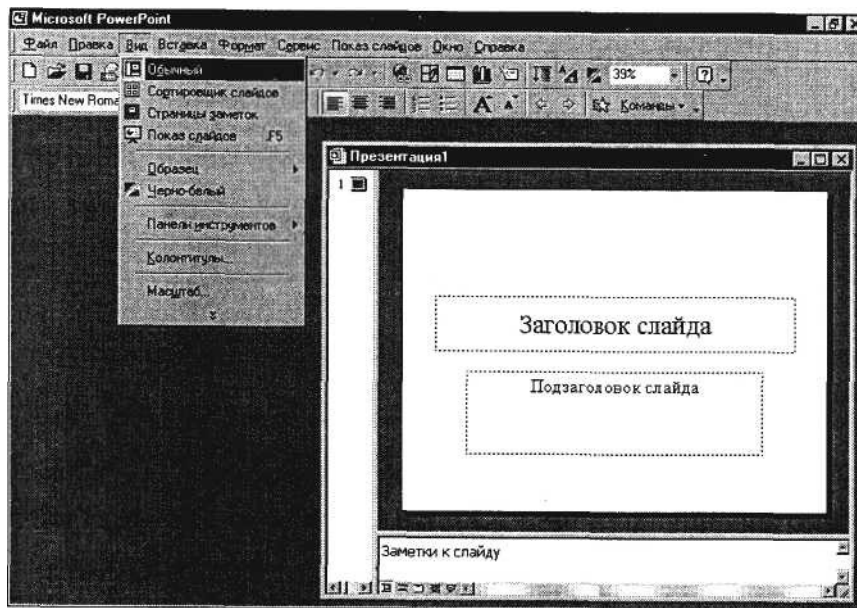 Microsoft PowerPoint
Файл Правка Вид Вставка Формат Сервис Показ слайдов Окно Справка
39%
Times New Roma
Команды
Обычный
Сортировщик слайдов
Страницы заметок
Показ слайдов F5
Образец
Черно-белый
Панели инструментов
Колонтитулы...
Масштаб...
Презентация1
1
Заголовок слайда
Подзаголовок слайда
Заметки к слайду